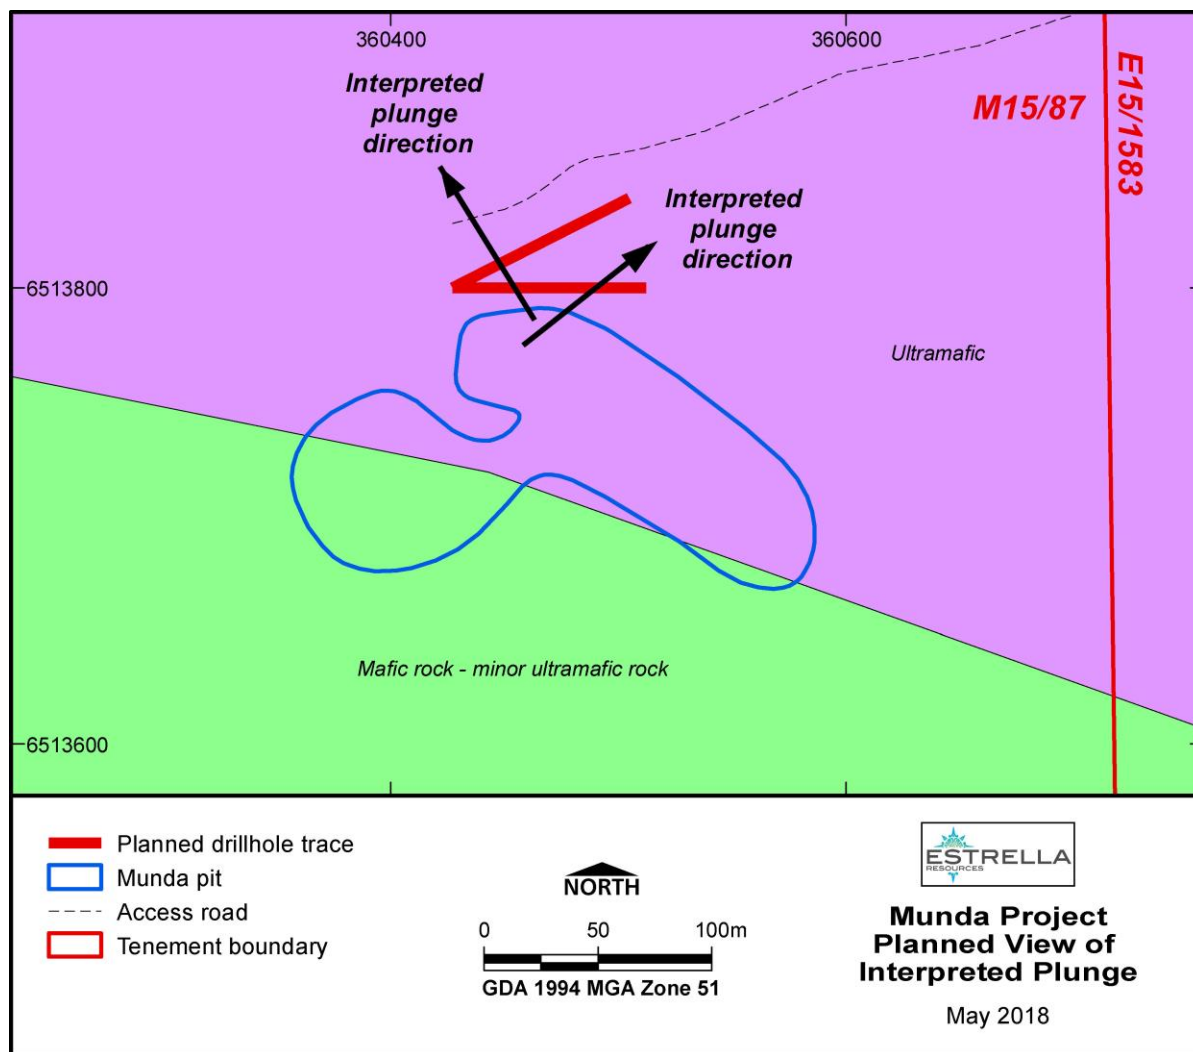 360400
360600
Interpreted
plunge
direction
M15/87
E15/1583
Interpreted
plunge
direction
6513800
Ultramafic
Mafic rock - minor ultramafic rock
6513600
Planned drillhole trace
Munda pit
Access road
Tenement boundary
NORTH
0 50 100m
GDA 1994 MGA Zone 51
ESTRELLA
RESOURCES
Munda Project
Planned View of
Interpreted Plunge
May 2018